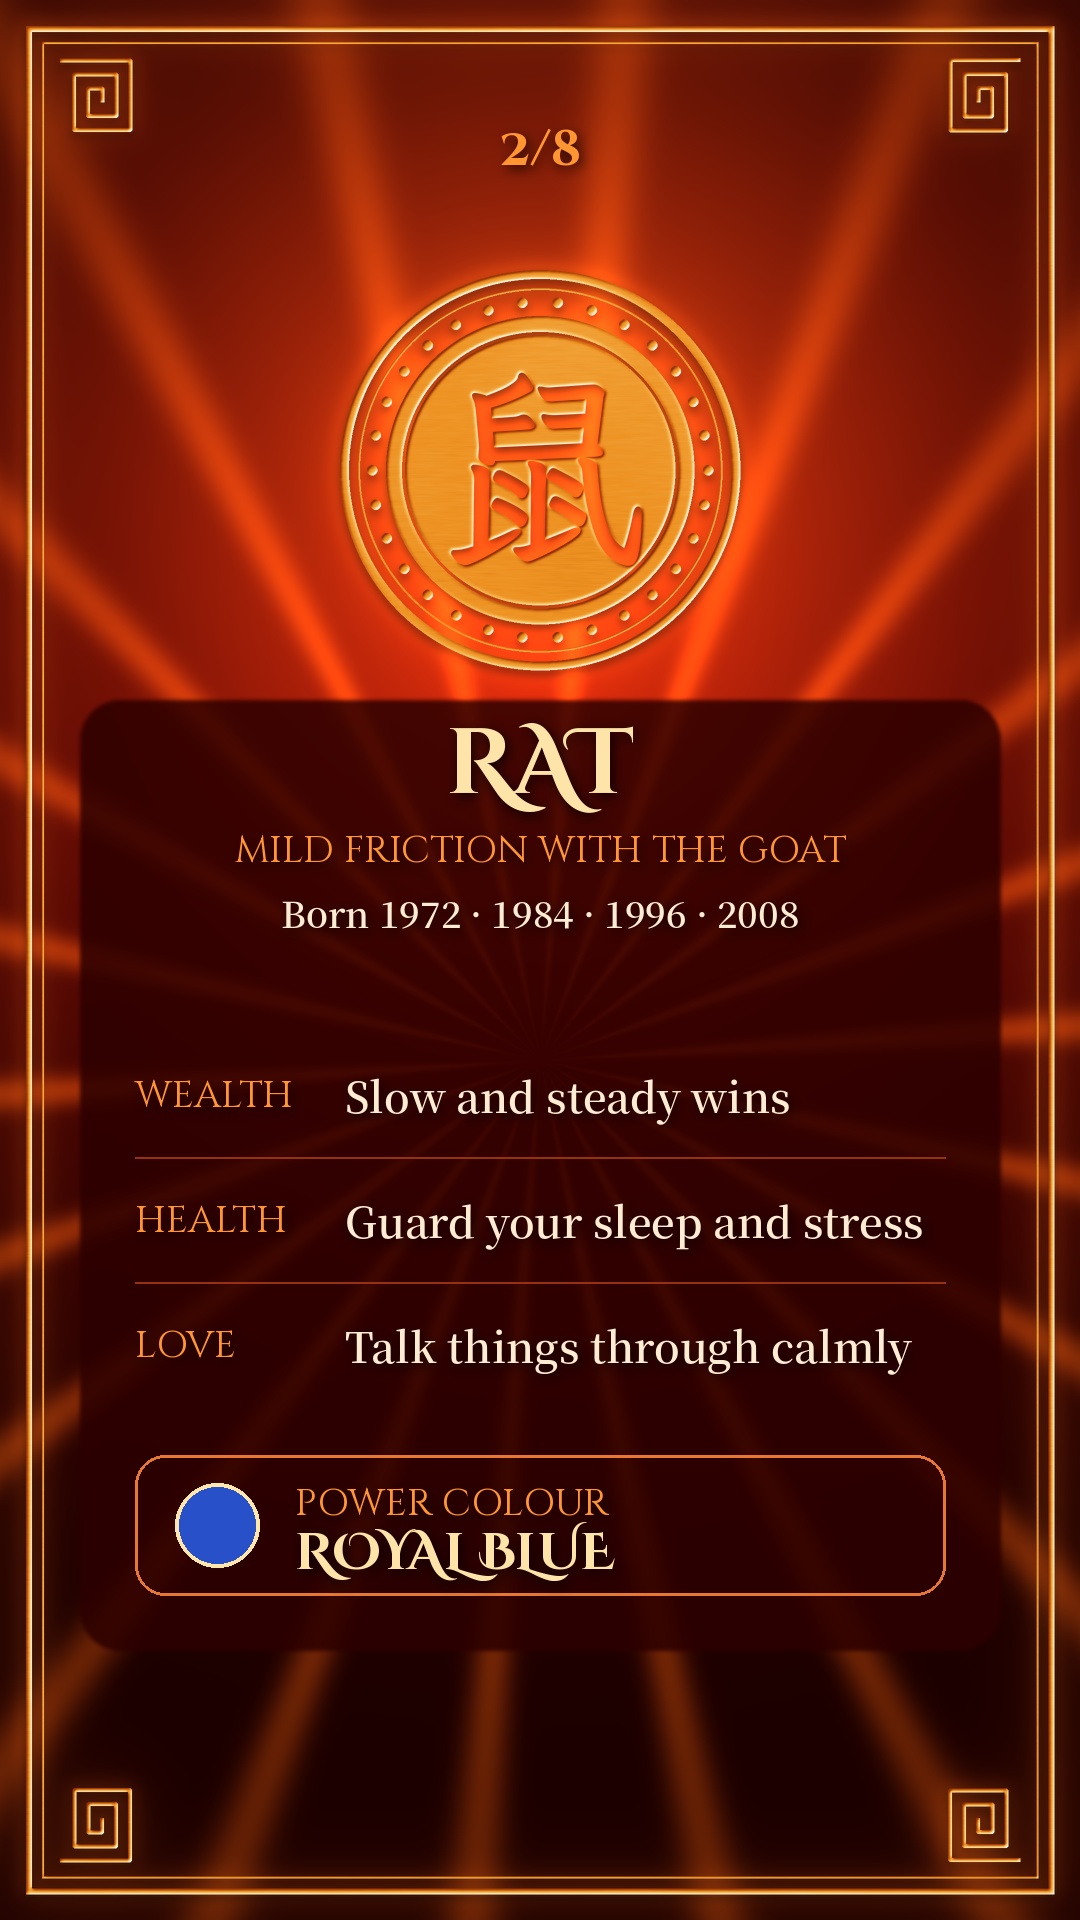 2/8
鼠
RAT
MILD FRICTION WITH THE GOAT
Born 1972 · 1984 · 1996 · 2008
WEALTH Slow and steady wins
HEALTH Guard your sleep and stress
LOVE Talk things through calmly
POWER COLOUR
ROYAL BLUE